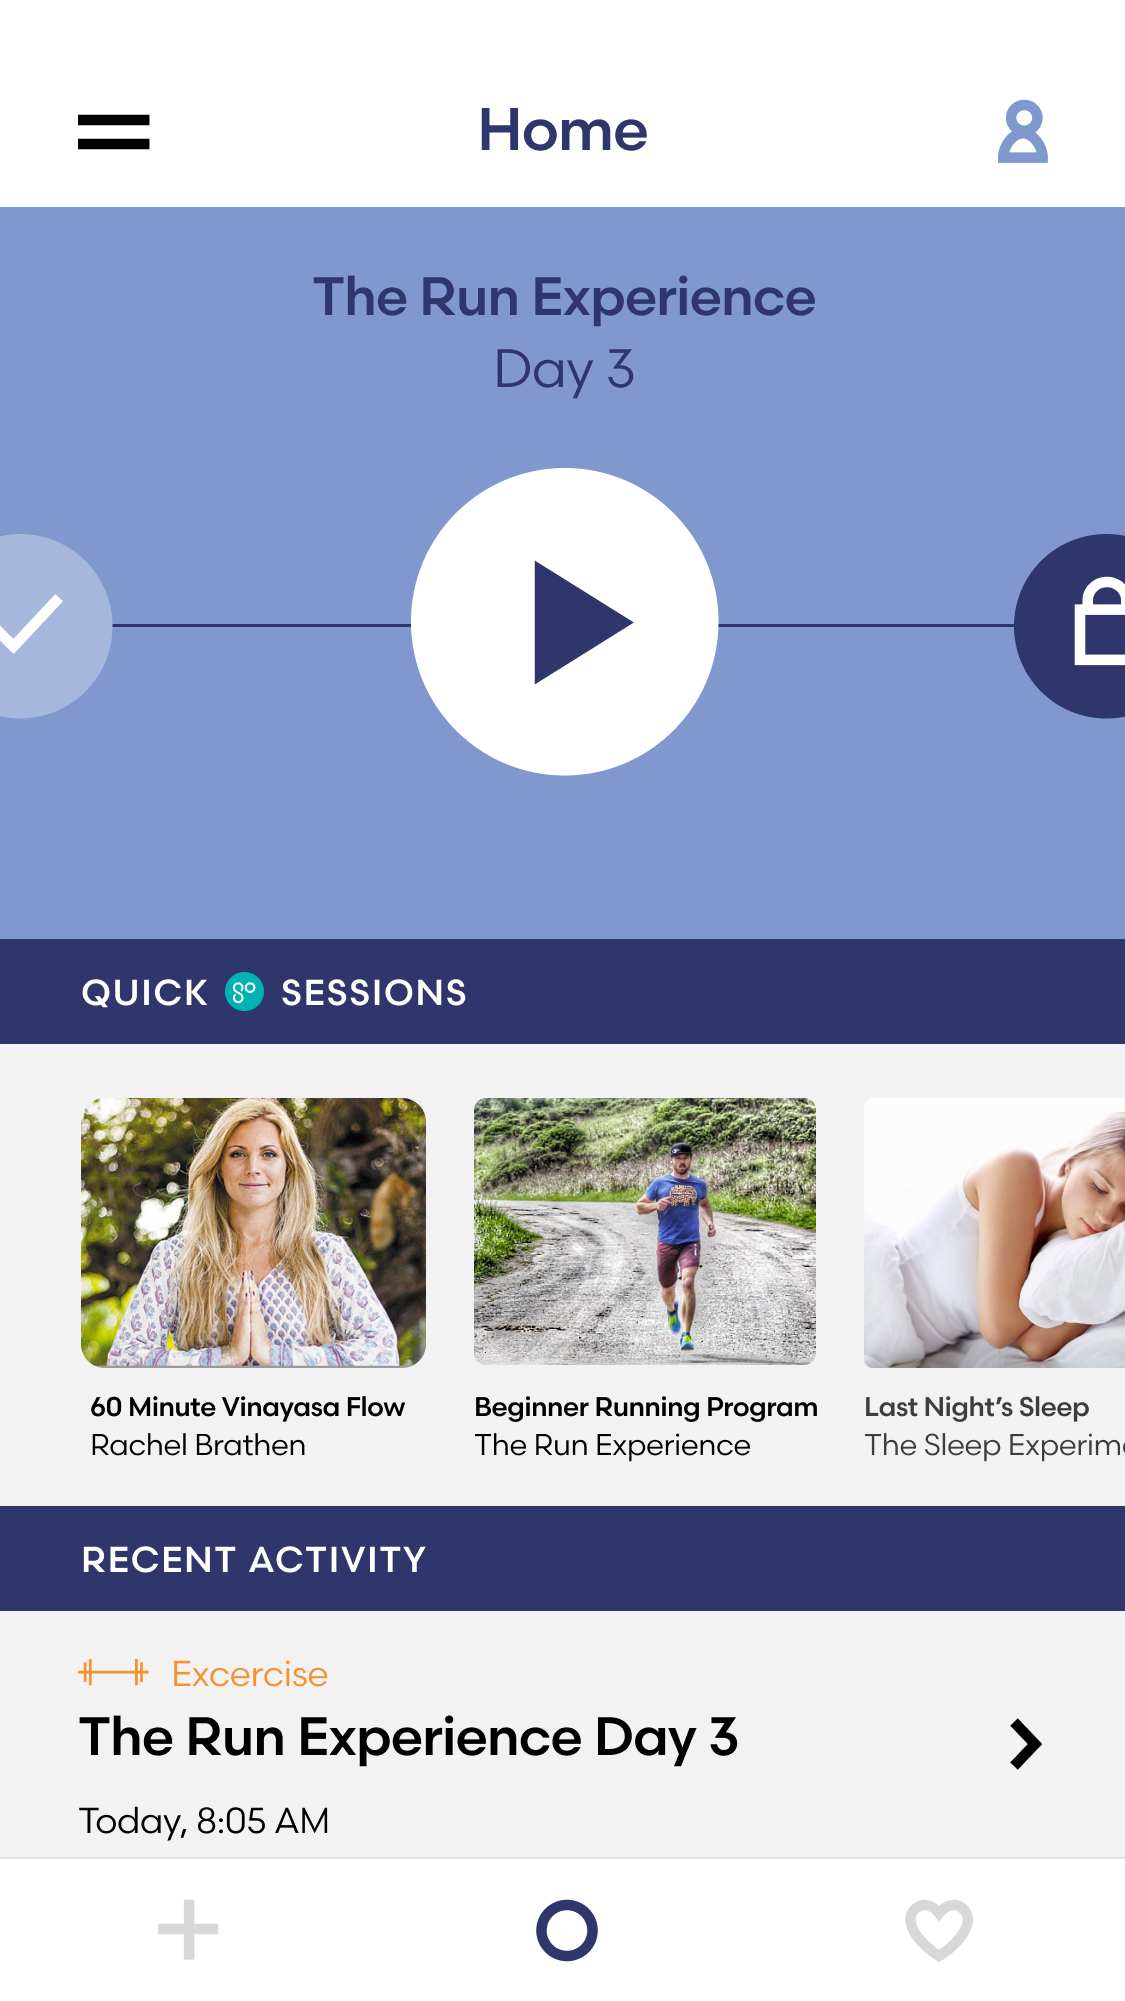 Home
The Run Experience
Day 3
QUICK SESSIONS
60 Minute Vinayasa Flow
Rachel Brathen
Beginner Running Program
The Run Experience
Last Night's Sleep
The Sleep Experim
RECENT ACTIVITY
Excercise
The Run Experience Day 3
Today, 8:05 AM